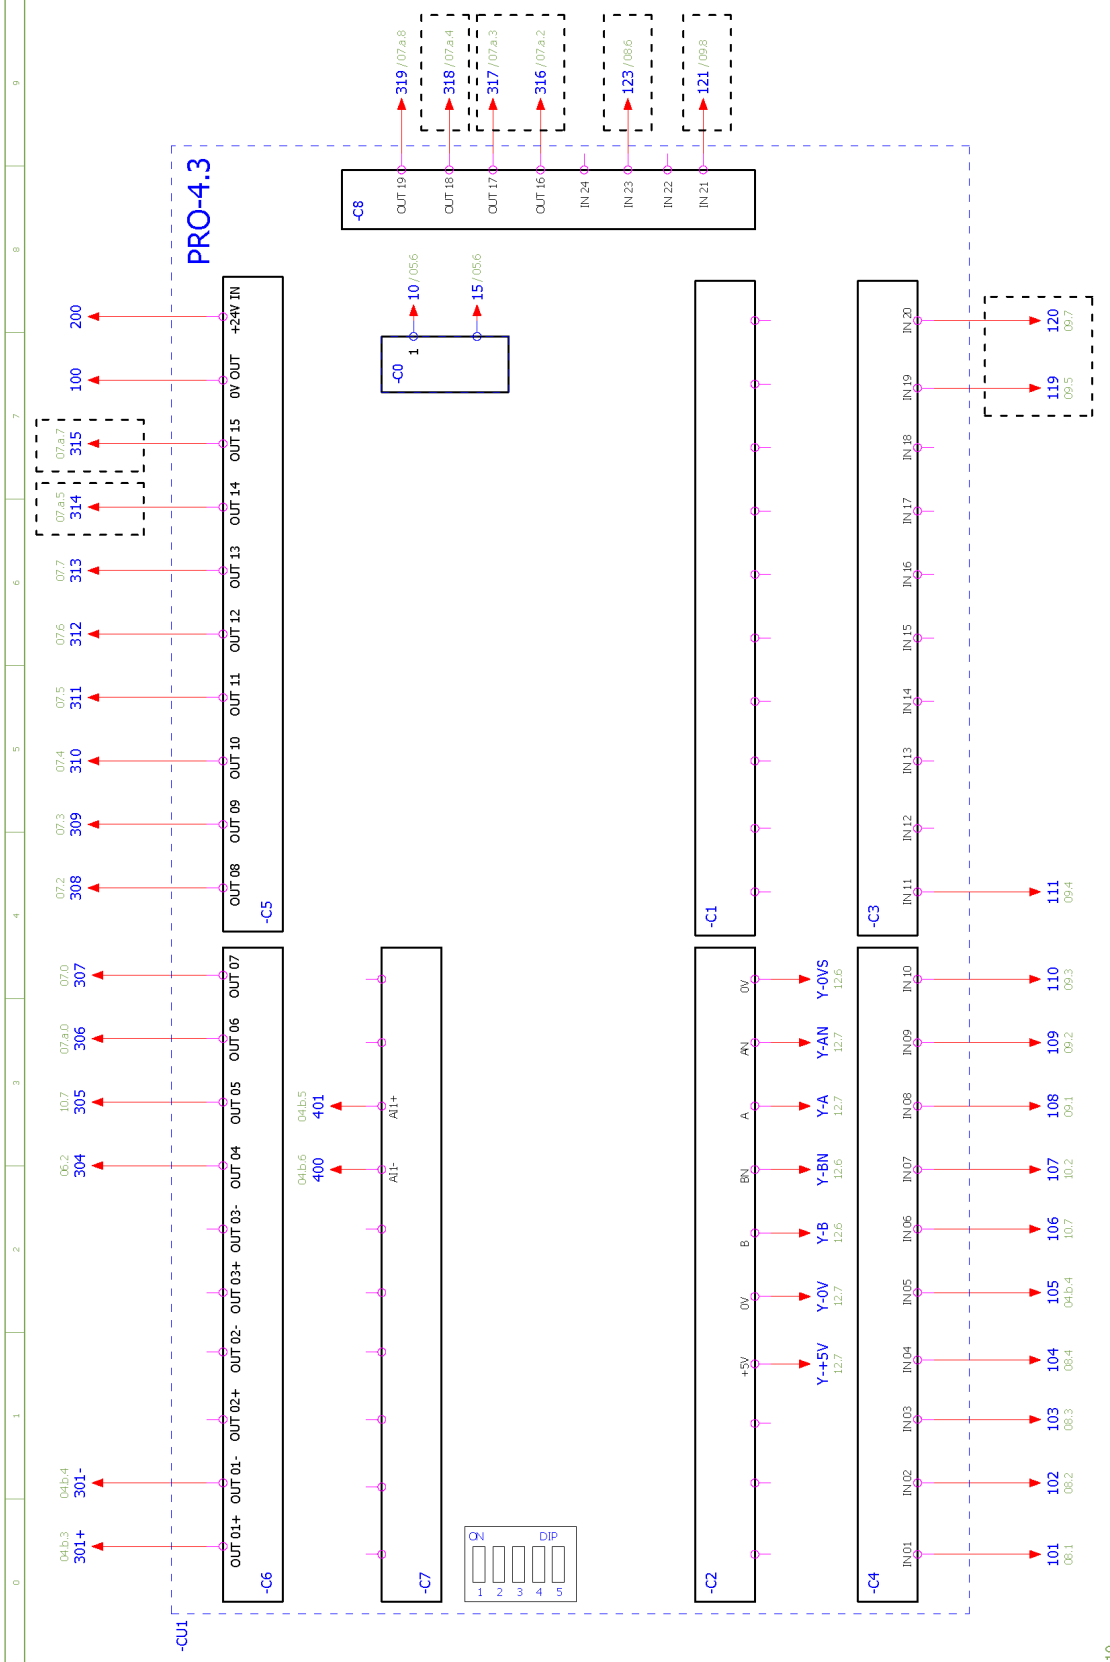 319 / 07.a.8
318 / 07.a.4
317 / 07.a.3
316 / 07.a.2
123 / 08.6
121 / 09.8
PRO-4.3
-C8
OUT 19
OUT 18
OUT 17
OUT 16
IN 24
IN 23
IN 22
IN 21
10 / 05.6
15 / 05.6
-C0
1
200
100
07.a.7
315
07.a.5
314
07.7
313
07.6
312
07.5
311
07.4
310
07.3
309
07.2
308
+24V IN
0V OUT
OUT 15
OUT 14
OUT 13
OUT 12
OUT 11
OUT 10
OUT 09
OUT 08
-C5
-C1
IN 20
IN 19
IN 18
IN 17
IN 16
IN 15
IN 14
IN 13
IN 12
IN 11
-C3
120
09.7
119
09.5
111
09.4
07.0
307
07.a.0
306
10.7
305
06.2
304
04.b.4
301-
04.b.3
301+
OUT 07
OUT 06
OUT 05
OUT 04
OUT 03-
OUT 03+
OUT 02-
OUT 02+
OUT 01-
OUT 01+
-C6
04.b.5
401
04.b.6
400
AI1+
AI1-
-C7
ON
DIP
1
2
3
4
5
0V
AN
A
BN
B
0V
+5V
-C2
Y-0VS
12.6
Y-AN
12.7
Y-A
12.7
Y-BN
12.6
Y-B
12.6
Y-0V
12.7
Y-+5V
12.7
IN 10
IN 09
IN 08
IN 07
IN 06
IN 05
IN 04
IN 03
IN 02
IN 01
-C4
110
09.3
109
09.2
108
09.1
107
10.2
106
10.7
105
04.b.4
104
08.4
103
08.3
102
08.2
101
08.1
-CU1
9
8
7
6
5
4
3
2
1
0